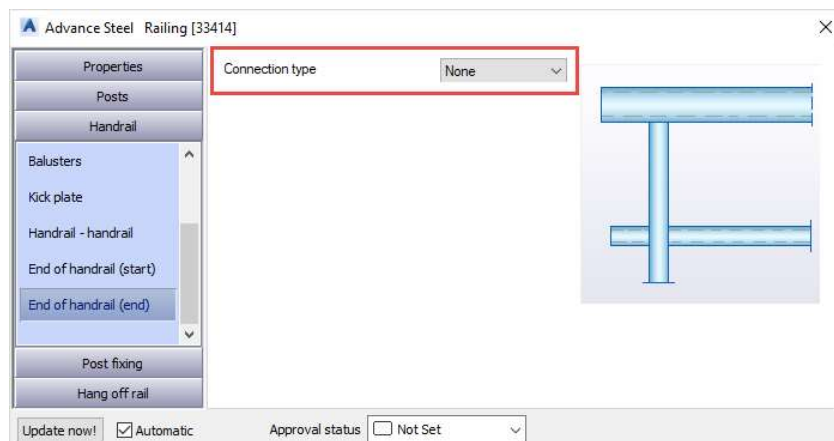 Advance Steel Railing [33414]
Properties
Posts
Handrail
Balusters
Kick plate
Handrail - handrail
End of handrail (start)
End of handrail (end)
Post fixing
Hang off rail
Connection type None
Update now! Automatic Approval status Not Set